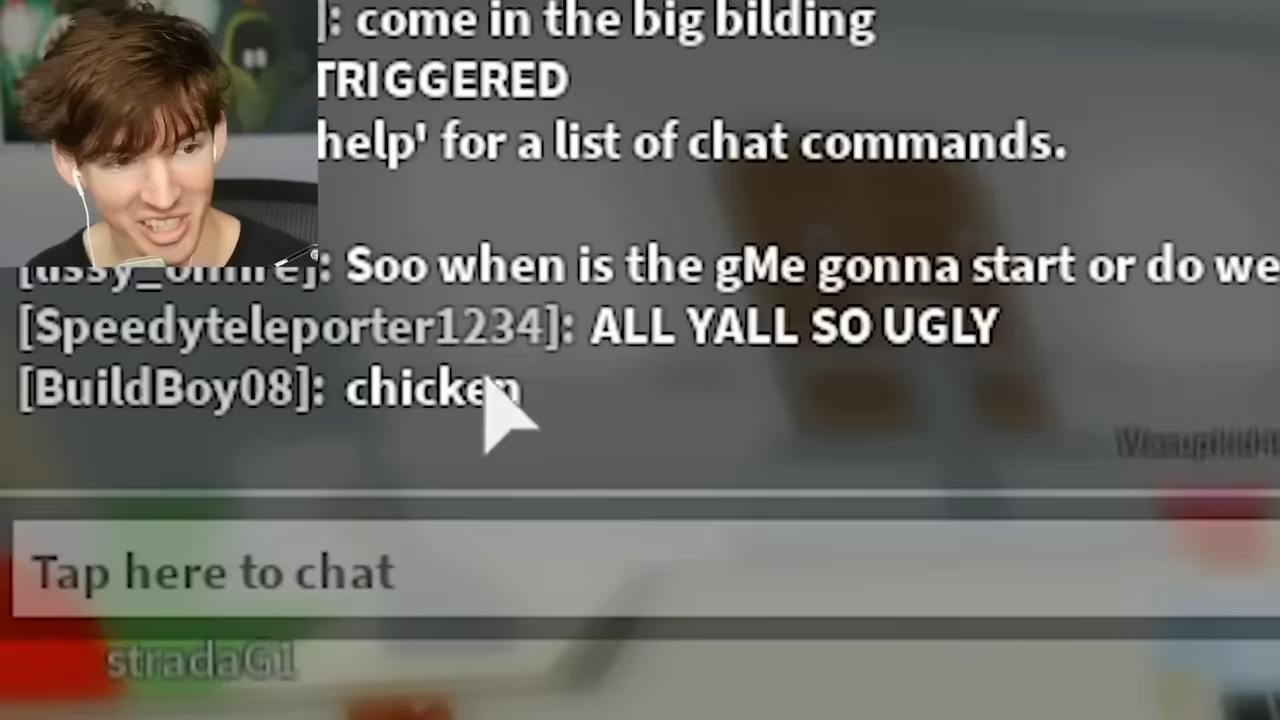 ]: come in the big bilding
TRIGGERED
help' for a list of chat commands.
]: Soo when is the gMe gonna start or do we
[Speedyteleporter1234]: ALL YALL SO UGLY
[BuildBoy08]: chicken
Tap here to chat
stradaG1